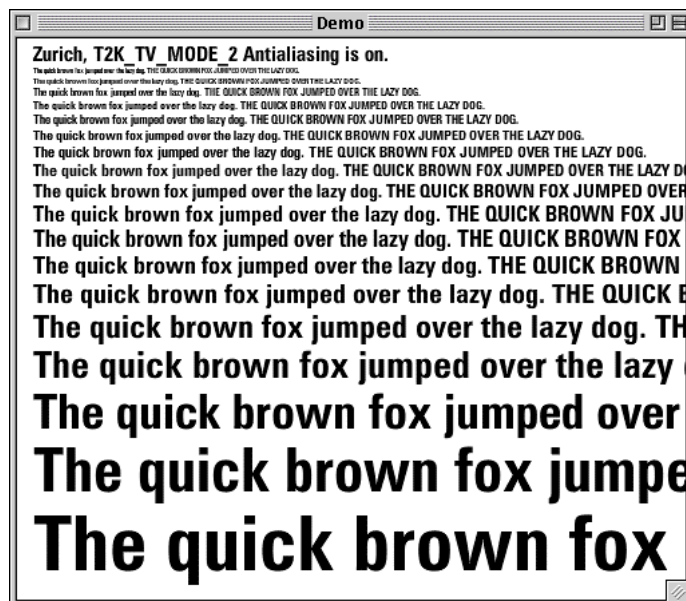 Demo
Zurich, T2K_TV_MODE_2 Antialiasing is on.
The quick brown fox jumped over the lazy dog. THE QUICK BROWN FOX JUMPED OVER THE LAZY DOG.
The quick brown fox jumped over the lazy dog. THE QUICK BROWN FOX JUMPED OVER THE LAZY DOG.
The quick brown fox jumped over the lazy dog. THE QUICK BROWN FOX JUMPED OVER THE LAZY DOG.
The quick brown fox jumped over the lazy dog. THE QUICK BROWN FOX JUMPED OVER THE LAZY DOG.
The quick brown fox jumped over the lazy dog. THE QUICK BROWN FOX JUMPED OVER THE LAZY DOG.
The quick brown fox jumped over the lazy dog. THE QUICK BROWN FOX JUMPED OVER THE LAZY DOG.
The quick brown fox jumped over the lazy dog. THE QUICK BROWN FOX JUMPED OVER THE LAZY DOG.
The quick brown fox jumped over the lazy dog. THE QUICK BROWN FOX JUMPED OVER THE LAZY D
The quick brown fox jumped over the lazy dog. THE QUICK BROWN FOX JUMPED OVER
The quick brown fox jumped over the lazy dog. THE QUICK BROWN FOX JU
The quick brown fox jumped over the lazy dog. THE QUICK BROWN FOX
The quick brown fox jumped over the lazy dog. THE QUICK BROWN
The quick brown fox jumped over the lazy dog. THE QUICK
The quick brown fox jumped over the lazy dog. TH
The quick brown fox jumped over the lazy
The quick brown fox jumped over
The quick brown fox jumpe
The quick brown fox